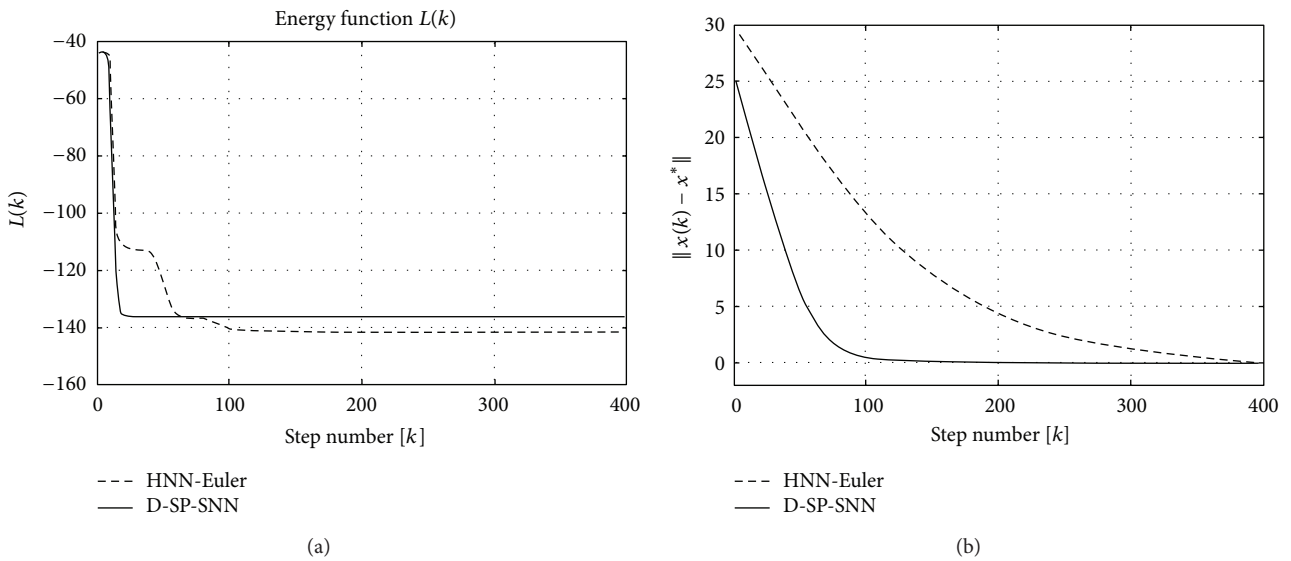 Energy function L(k)
−40
−60
−80
−100
−120
−140
−160
L(k)
0
100
200
300
400
Step number [k]
HNN-Euler
D-SP-SNN
(a)
30
25
20
15
10
5
0
‖x(k) − x*‖
0
100
200
300
400
Step number [k]
HNN-Euler
D-SP-SNN
(b)